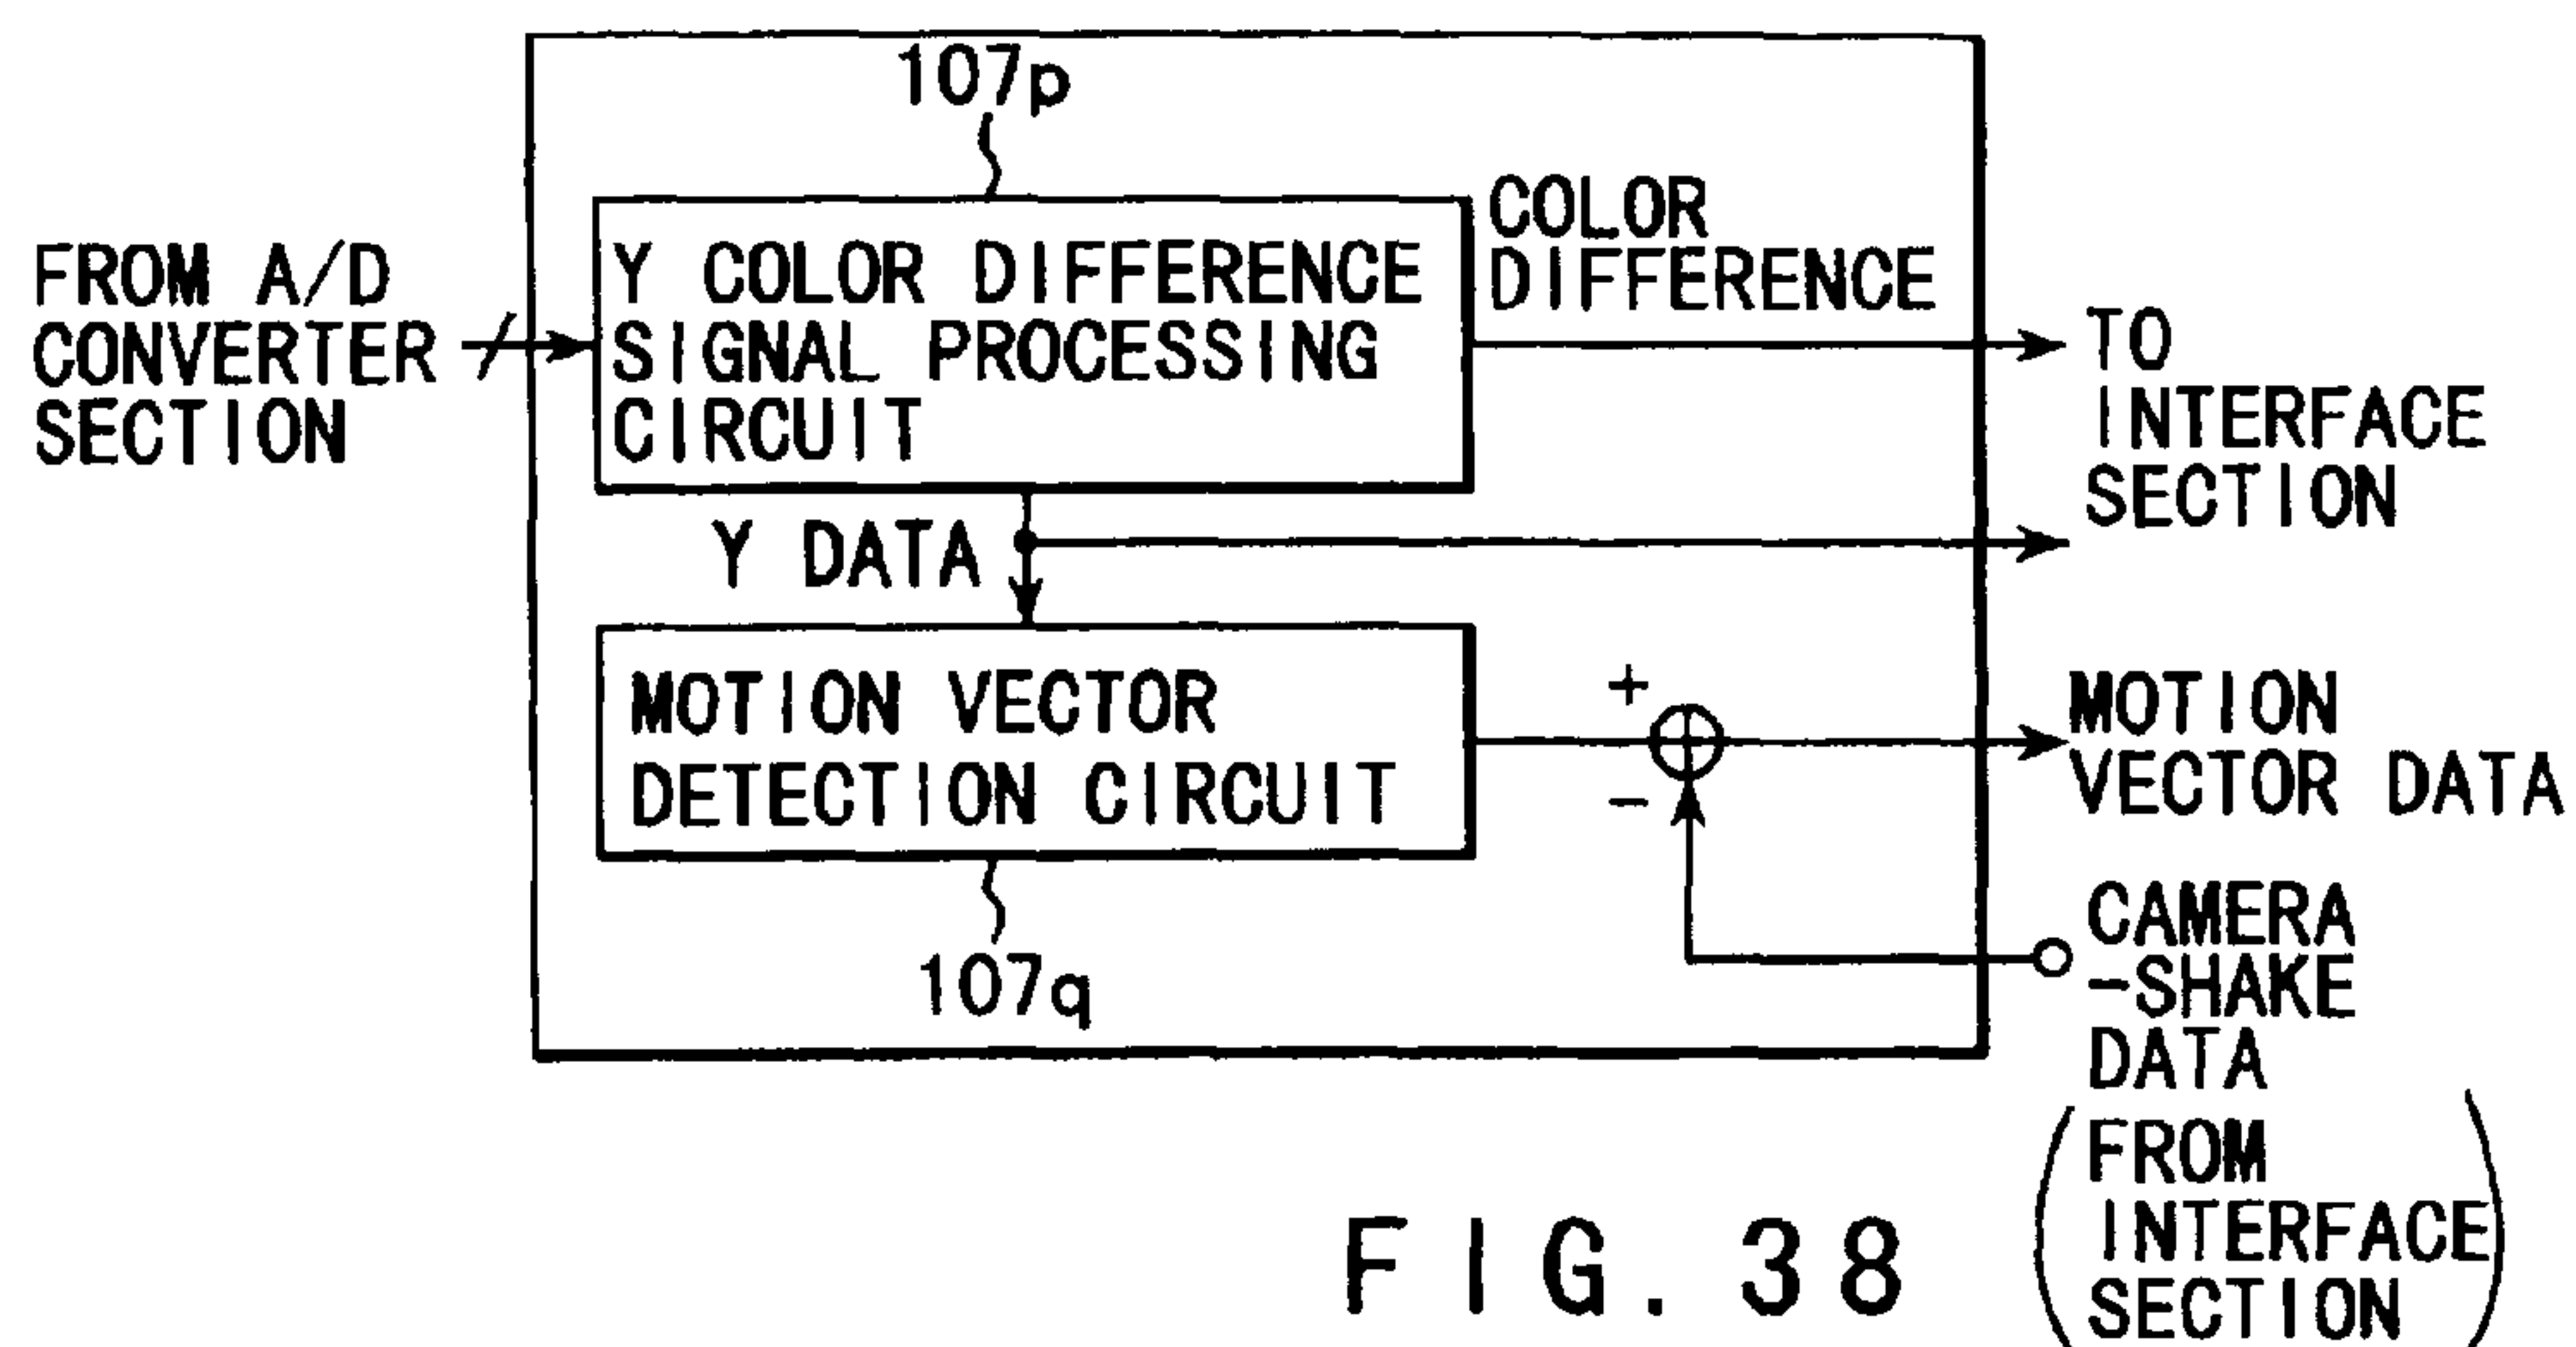 107p
FROM A/D
CONVERTER
SECTION
Y COLOR DIFFERENCE
SIGNAL PROCESSING
CIRCUIT
COLOR
DIFFERENCE
TO
INTERFACE
SECTION
Y DATA
MOTION VECTOR
DETECTION CIRCUIT
+
-
MOTION
VECTOR DATA
107q
CAMERA
-SHAKE
DATA
(FROM
INTERFACE
SECTION)
FIG. 38